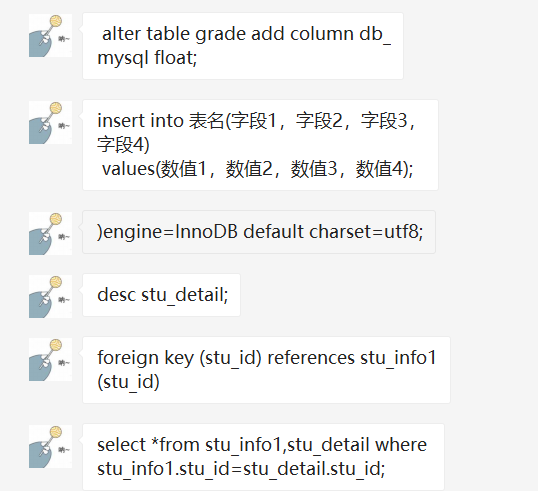 alter table grade add column db_
mysql float;
insert into 表名(字段1，字段2，字段3，
字段4)
values(数值1，数值2，数值3，数值4);
)engine=InnoDB default charset=utf8;
desc stu_detail;
foreign key (stu_id) references stu_info1
(stu_id)
select *from stu_info1,stu_detail where
stu_info1.stu_id=stu_detail.stu_id;